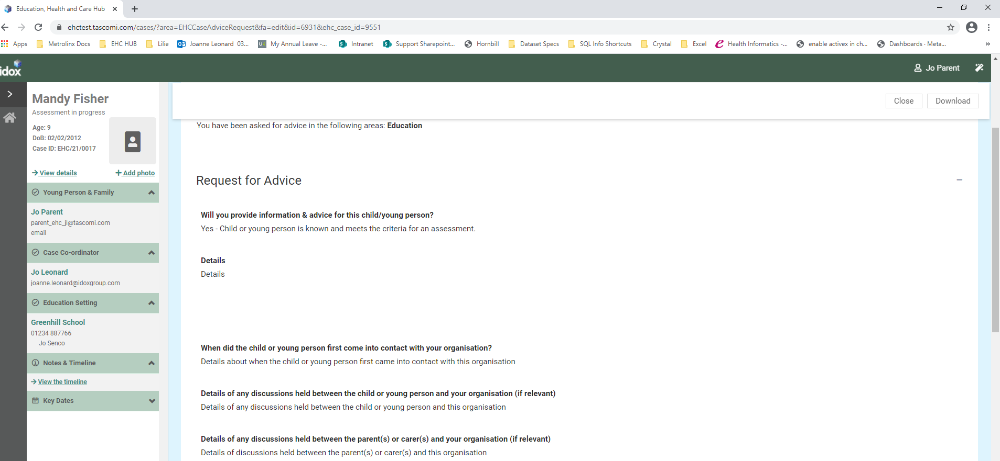 Education, Health and Care Hub
ehctest.tascomi.com/cases/?area=EHCCaseAdviceRequest&fa=edit&id=6931&ehc_case_id=9551
Apps Metrolinx Docs EHC HUB Lilie Joanne Leonard 03... My Annual Leave -... Intranet Support Sharepoint... Hornbill Dataset Specs SQL Info Shortcuts Crystal Excel Health Informatics -... enable activex in ch... Dashboards · Meta... »
idox
Jo Parent
Close Download
Mandy Fisher
Assessment in progress
Age: 9
DoB: 02/02/2012
Case ID: EHC/21/0017
View details
Add photo
Young Person & Family
Jo Parent
parent_ehc_jl@tascomi.com
email
Case Co-ordinator
Jo Leonard
joanne.leonard@idoxgroup.com
Education Setting
Greenhill School
01234 887766
Jo Senco
Notes & Timeline
View the timeline
Key Dates
You have been asked for advice in the following areas: Education
Request for Advice
Will you provide information & advice for this child/young person?
Yes - Child or young person is known and meets the criteria for an assessment.
Details
Details
When did the child or young person first come into contact with your organisation?
Details about when the child or young person first came into contact with this organisation
Details of any discussions held between the child or young person and your organisation (if relevant)
Details of any discussions held between the child or young person and this organisation
Details of any discussions held between the parent(s) or carer(s) and your organisation (if relevant)
Details of discussions held between the parent(s) or carer(s) and this organisation